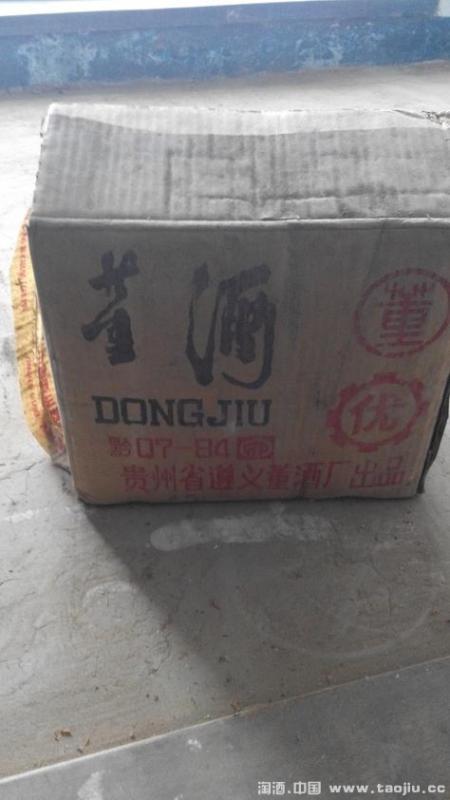 董酒
DONGJIU
董
优
黔07-84
贵州省遵义董酒厂出品
淘酒.中国 www.taojiu.cc